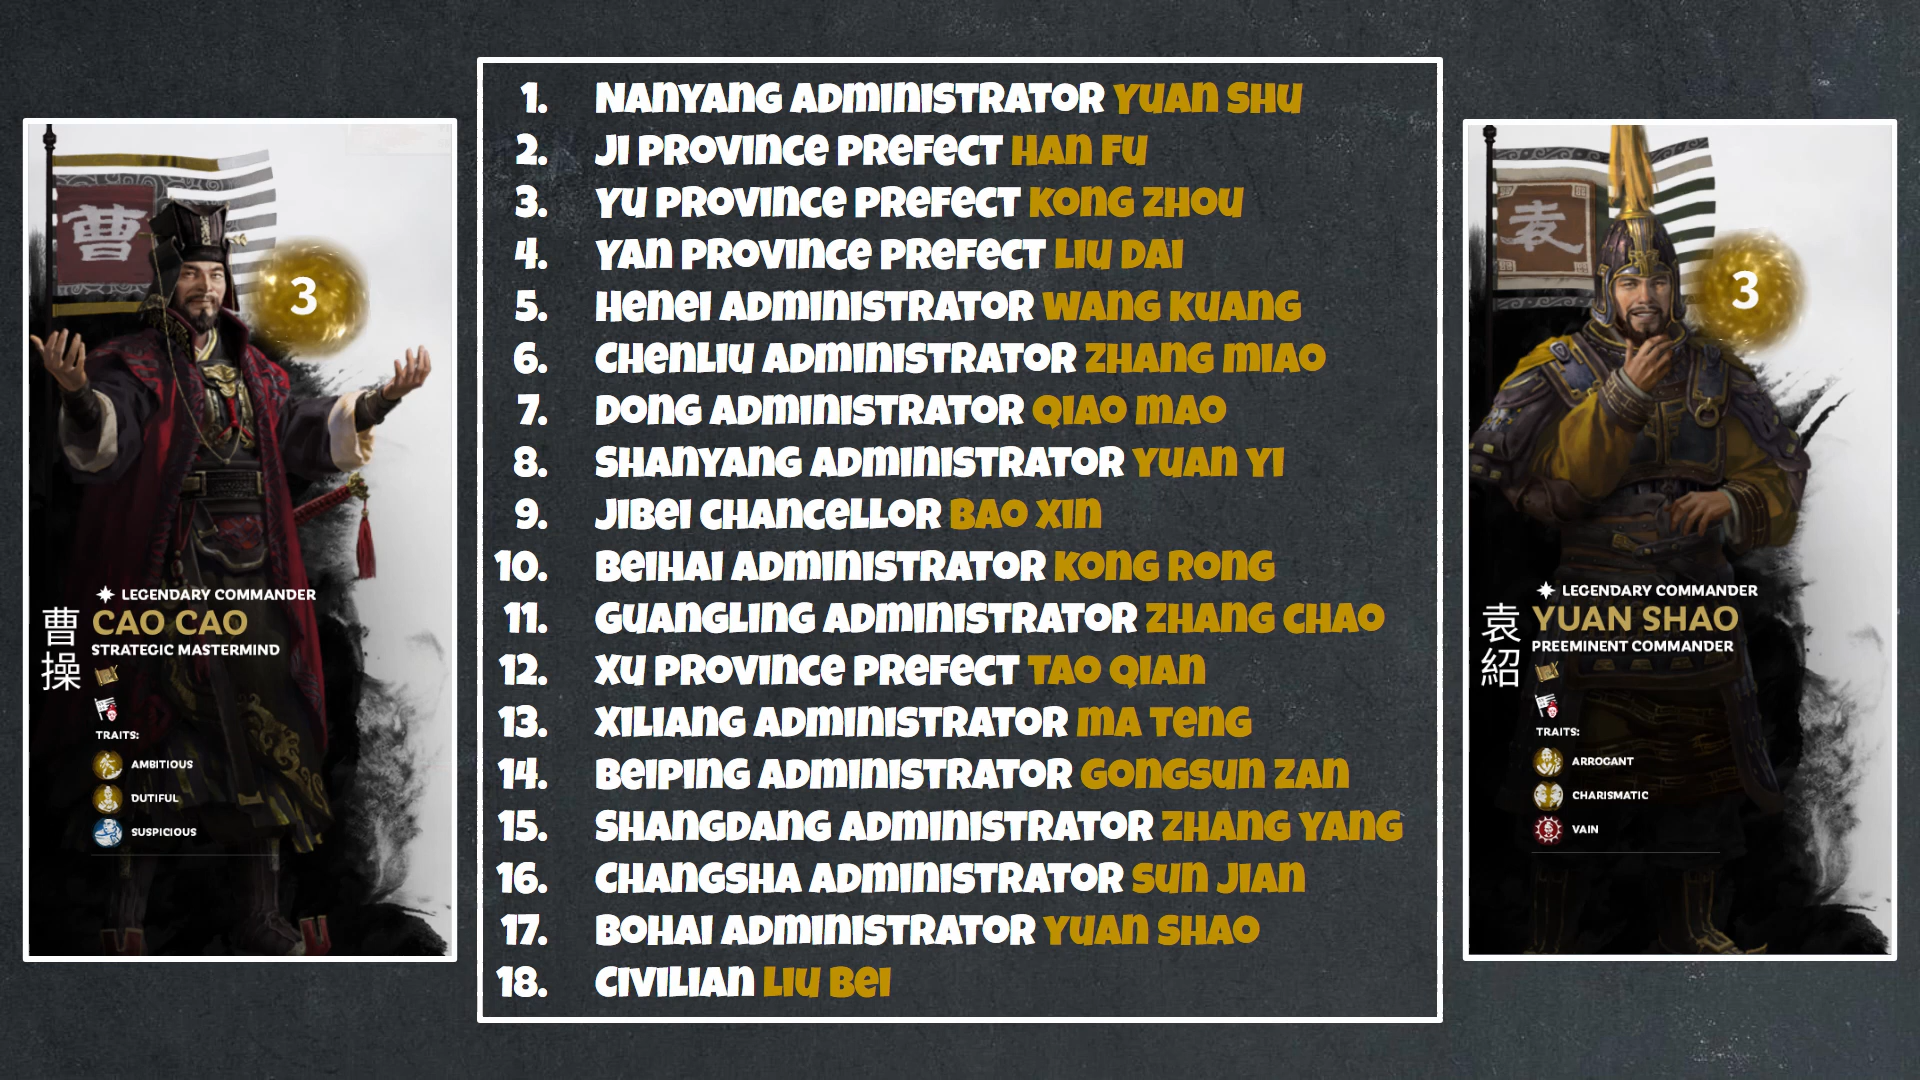 曹
3
LEGENDARY COMMANDER
曹操
CAO CAO
STRATEGIC MASTERMIND
TRAITS:
AMBITIOUS
DUTIFUL
SUSPICIOUS
1. NANYANG ADMINISTRATOR YUAN SHU
2. JI PROVINCE PREFECT HAN FU
3. YU PROVINCE PREFECT KONG ZHOU
4. YAN PROVINCE PREFECT LIU DAI
5. HENEI ADMINISTRATOR WANG KUANG
6. CHENLIU ADMINISTRATOR ZHANG MIAO
7. DONG ADMINISTRATOR QIAO MAO
8. SHANYANG ADMINISTRATOR YUAN YI
9. JIBEI CHANCELLOR BAO XIN
10. BEIHAI ADMINISTRATOR KONG RONG
11. GUANGLING ADMINISTRATOR ZHANG CHAO
12. XU PROVINCE PREFECT TAO QIAN
13. XILIANG ADMINISTRATOR MA TENG
14. BEIPING ADMINISTRATOR GONGSUN ZAN
15. SHANGDANG ADMINISTRATOR ZHANG YANG
16. CHANGSHA ADMINISTRATOR SUN JIAN
17. BOHAI ADMINISTRATOR YUAN SHAO
18. CIVILIAN LIU BEI
袁
3
LEGENDARY COMMANDER
袁紹
YUAN SHAO
PREEMINENT COMMANDER
TRAITS:
ARROGANT
CHARISMATIC
VAIN